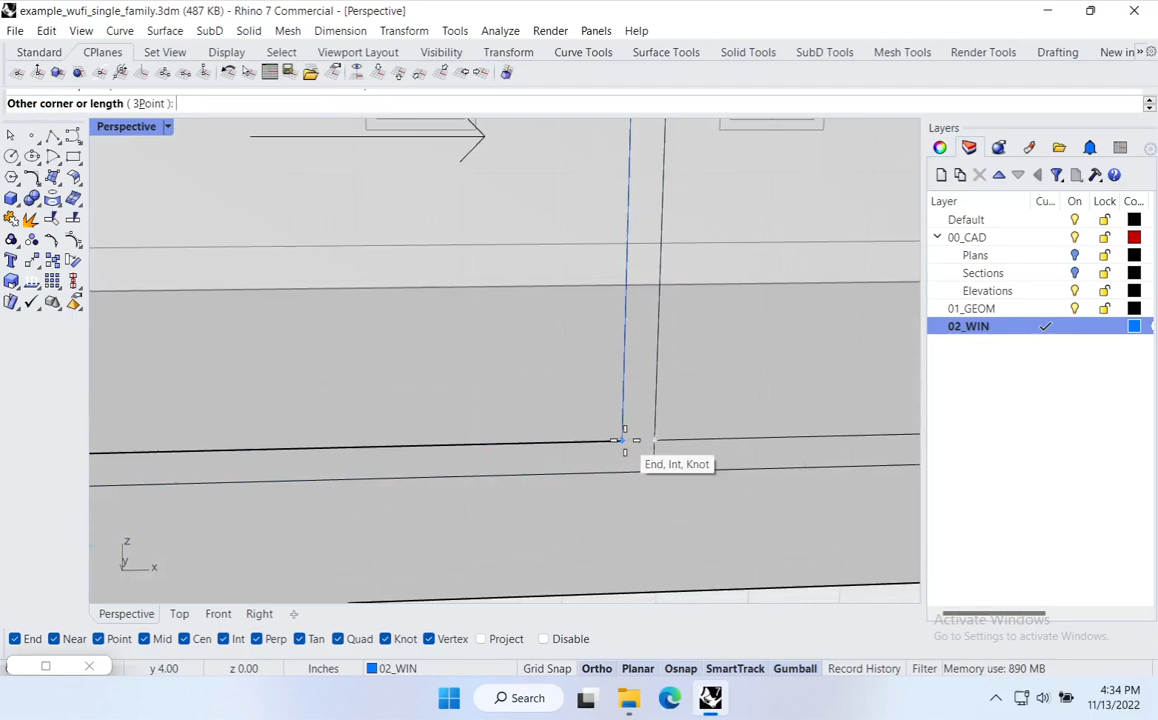 example_wufi_single_family.3dm (487 KB) - Rhino 7 Commercial - [Perspective]
File Edit View Curve Surface SubD Solid Mesh Dimension Transform Tools Analyze Render Panels Help
Standard CPlanes Set View Display Select Viewport Layout Visibility Transform Curve Tools Surface Tools Solid Tools SubD Tools Mesh Tools Render Tools Drafting New in »
Other corner or length ( 3Point ):
Perspective
Layers
Layer Cu... On Lock Co...
Default
00_CAD
Plans
Sections
Elevations
01_GEOM
02_WIN
End, Int, Knot
z
y x
Perspective Top Front Right
Activate Windows
Go to Settings to activate Windows.
End Near Point Mid Cen Int Perp Tan Quad Knot Vertex Project Disable
y 4.00 z 0.00 Inches 02_WIN Grid Snap Ortho Planar Osnap SmartTrack Gumball Record History Filter Memory use: 890 MB
Search
4:34 PM
11/13/2022